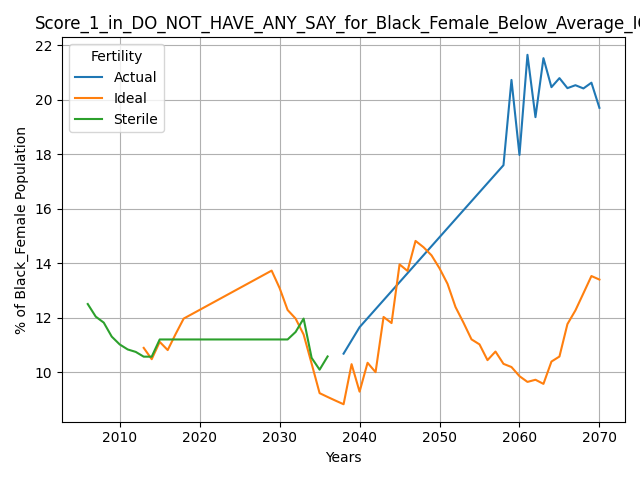 Score_1_in_DO_NOT_HAVE_ANY_SAY_for_Black_Female_Below_Average_IQ
Fertility
Actual
Ideal
Sterile
% of Black_Female Population
22
20
18
16
14
12
10
2010 2020 2030 2040 2050 2060 2070
Years